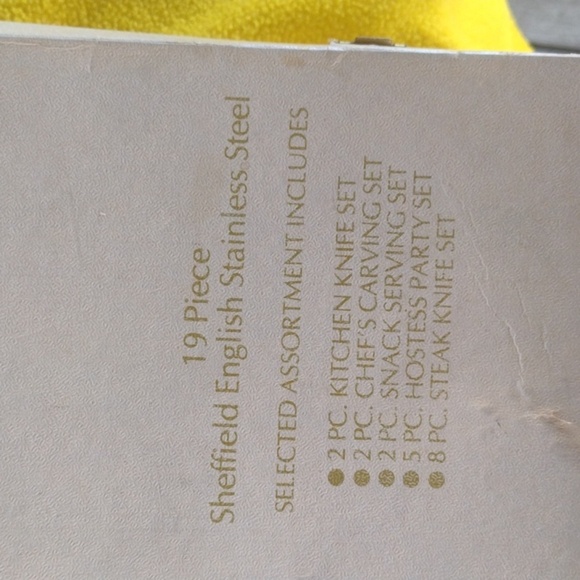 19 Piece
Sheffield English Stainless Steel
SELECTED ASSORTMENT INCLUDES
● 2 PC. KITCHEN KNIFE SET
● 2 PC. CHEF'S CARVING SET
● 2 PC. SNACK SERVING SET
● 5 PC. HOSTESS PARTY SET
● 8 PC. STEAK KNIFE SET